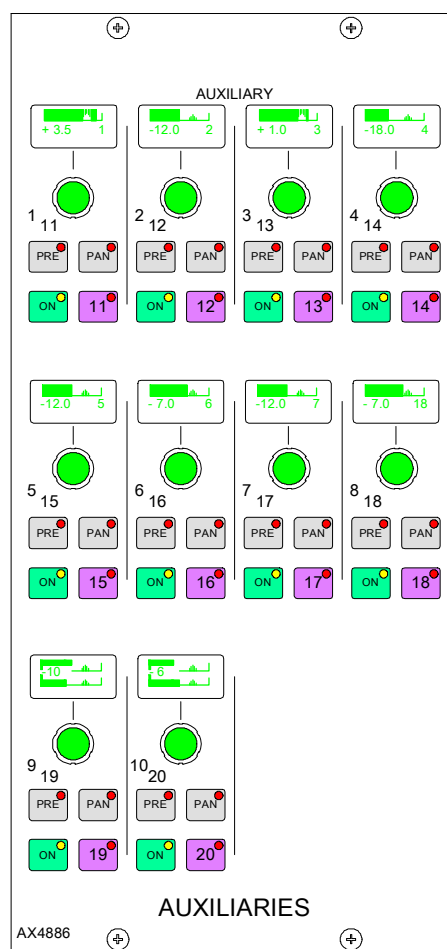 AUXILIARY
+ 3.5 1 -12.0 2 + 1.0 3 -18.0 4
1 11 2 12 3 13 4 14
PRE PAN PRE PAN PRE PAN PRE PAN
ON 11 ON 12 ON 13 ON 14
-12.0 5 - 7.0 6 -12.0 7 - 7.0 18
5 15 6 16 7 17 8 18
PRE PAN PRE PAN PRE PAN PRE PAN
ON 15 ON 16 ON 17 ON 18
-10 - 6
9 19 10 20
PRE PAN PRE PAN
ON 19 ON 20
AUXILIARIES
AX4886